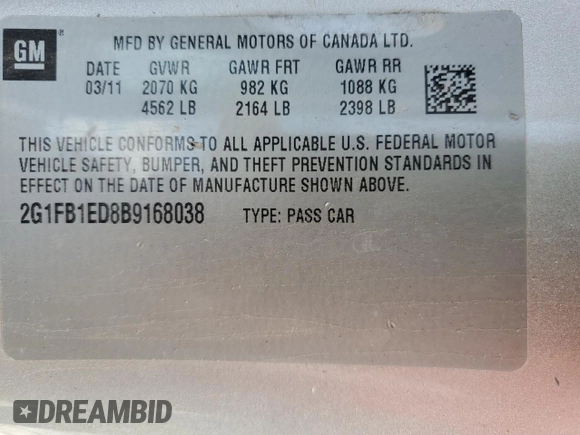 GM®
MFD BY GENERAL MOTORS OF CANADA LTD.
DATE GVWR GAWR FRT GAWR RR
03/11 2070 KG 982 KG 1088 KG
4562 LB 2164 LB 2398 LB
THIS VEHICLE CONFORMS TO ALL APPLICABLE U.S. FEDERAL MOTOR
VEHICLE SAFETY, BUMPER, AND THEFT PREVENTION STANDARDS IN
EFFECT ON THE DATE OF MANUFACTURE SHOWN ABOVE.
2G1FB1ED8B9168038 TYPE: PASS CAR
DREAMBID